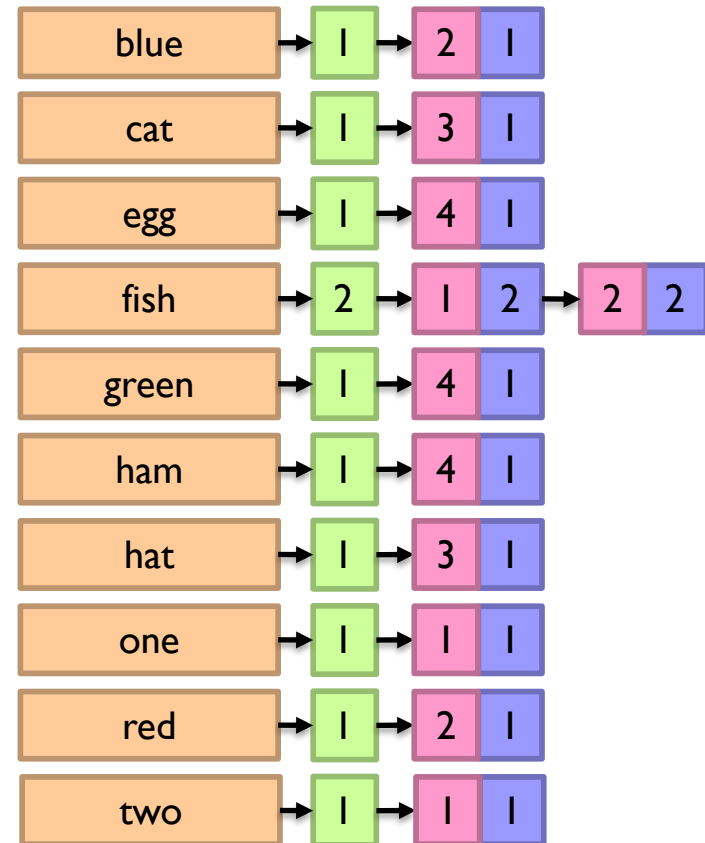 blue 1 2 1
cat 1 3 1
egg 1 4 1
fish 2 1 2 2 2
green 1 4 1
ham 1 4 1
hat 1 3 1
one 1 1 1
red 1 2 1
two 1 1 1